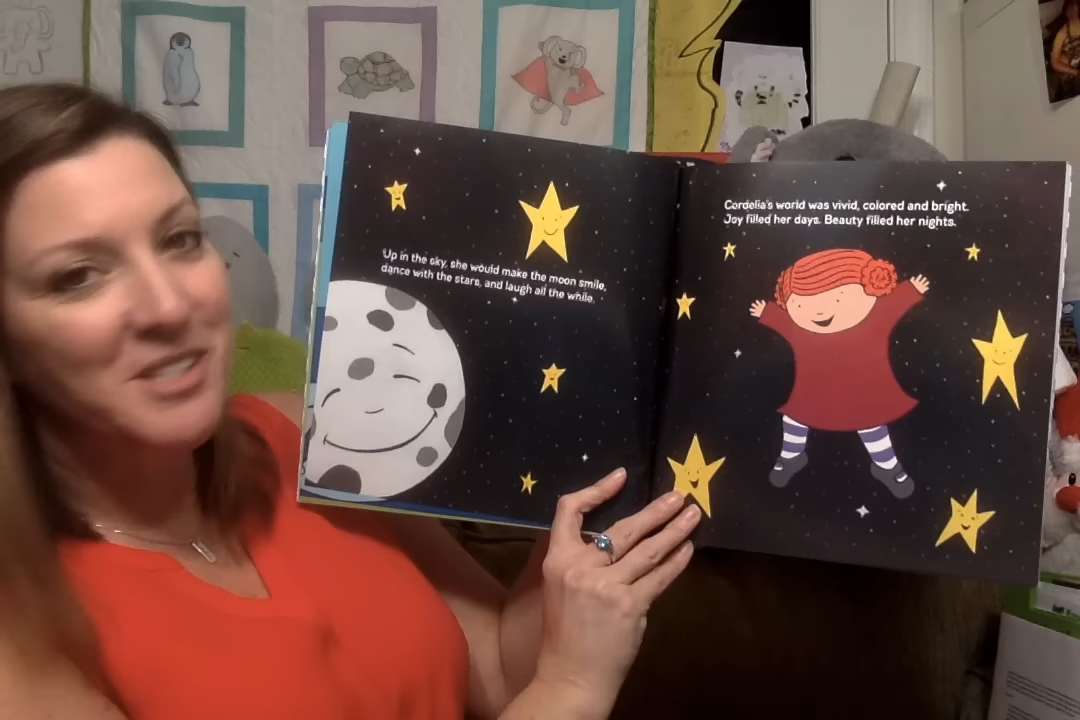 Up in the sky, she would make the moon smile,
dance with the stars, and laugh all the while.
Cordelia's world was vivid, colored and bright.
Joy filled her days. Beauty filled her nights.